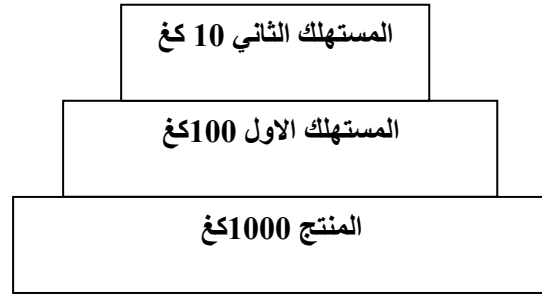 المستهلك الثاني 10 كغ
المستهلك الاول 100كغ
المنتج 1000كغ